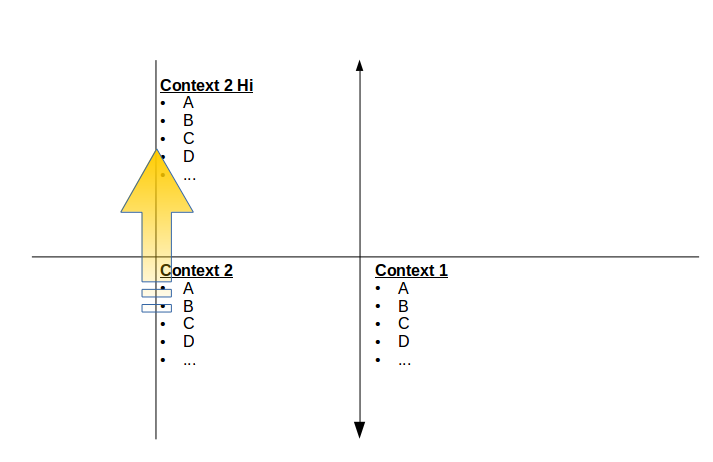 Context 2 Hi
• A
• B
• C
• D
• ...
Context 2
• A
• B
• C
• D
• ...
Context 1
• A
• B
• C
• D
• ...